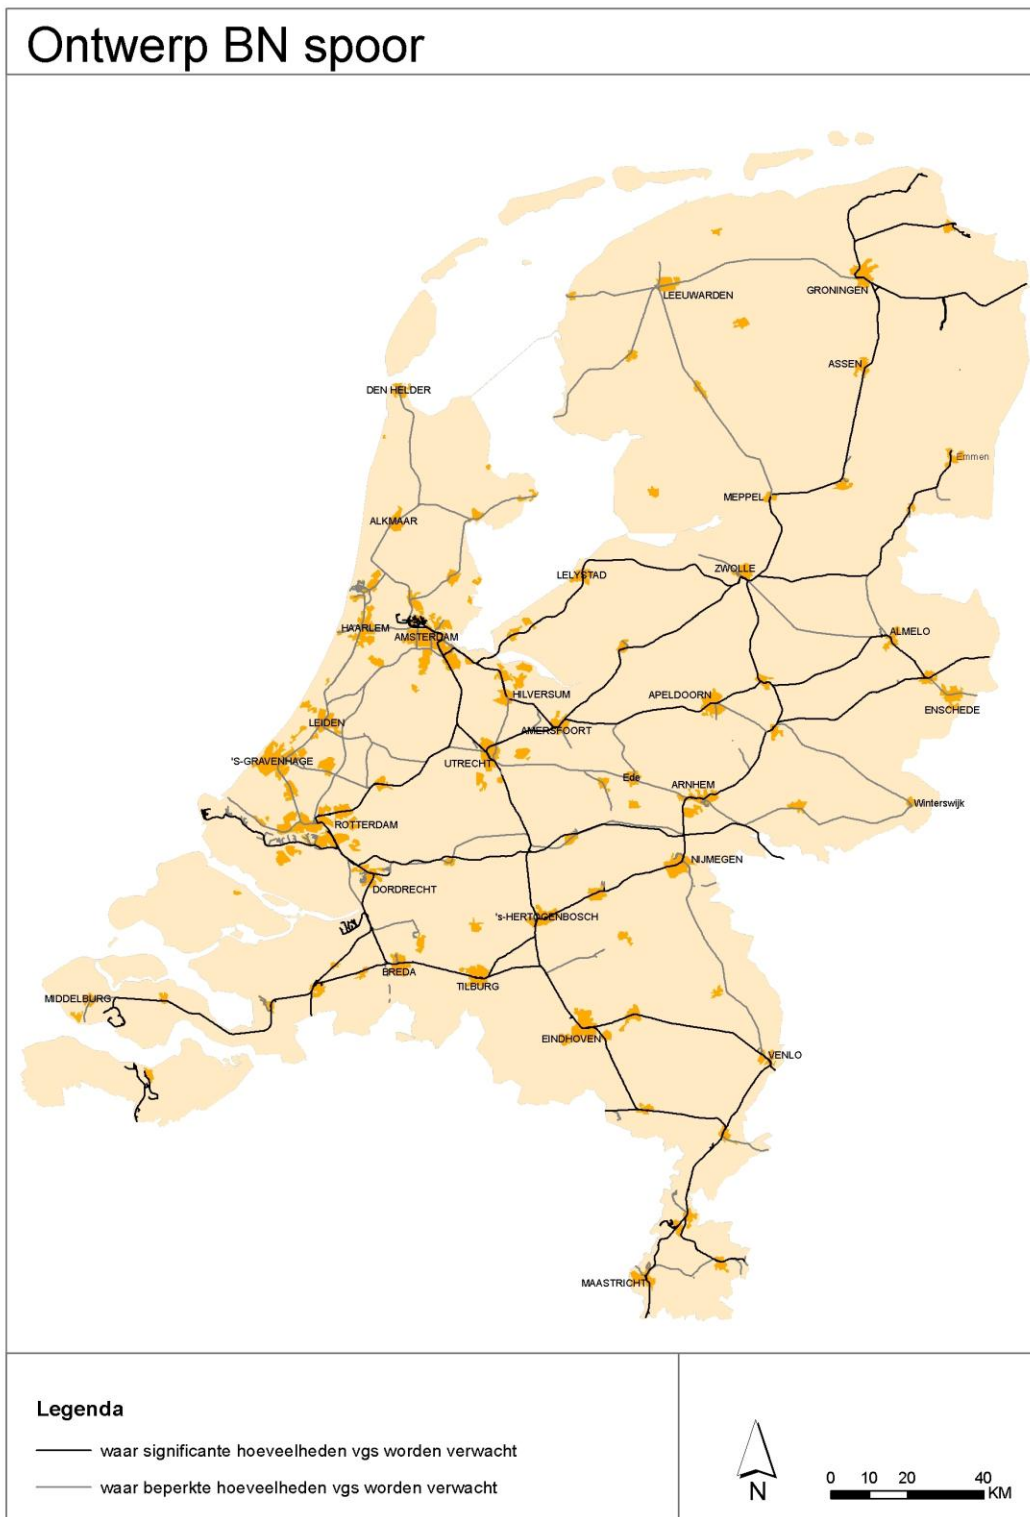 Ontwerp BN spoor
LEEUWARDEN
GRONINGEN
ASSEN
DEN HELDER
Emmen
MEPPEL
ALKMAAR
LELYSTAD
ZWOLLE
HAARLEM
AMSTERDAM
ALMELO
HILVERSUM
APELDOORN
ENSCHEDE
LEIDEN
AMERSFOORT
'S-GRAVENHAGE
UTRECHT
Ede
ARNHEM
Winterswijk
ROTTERDAM
NIJMEGEN
DORDRECHT
's-HERTOGENBOSCH
BREDA
TILBURG
MIDDELBURG
EINDHOVEN
VENLO
MAASTRICHT
Legenda
waar significante hoeveelheden vgs worden verwacht
waar beperkte hoeveelheden vgs worden verwacht
N
0 10 20 40
KM